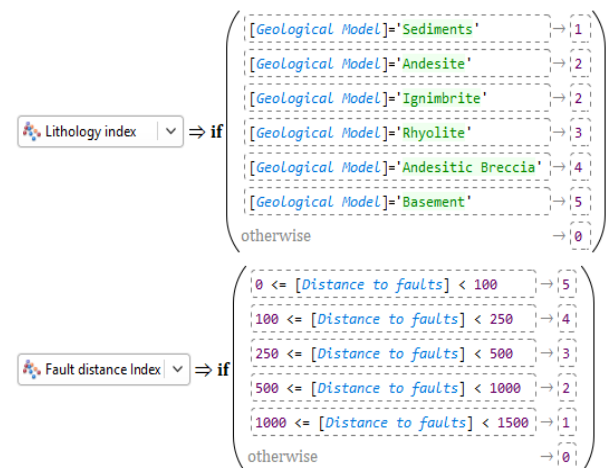 [Geological Model]='Sediments' → 1
[Geological Model]='Andesite' → 2
[Geological Model]='Ignimbrite' → 2
Lithology index ⇒ if [Geological Model]='Rhyolite' → 3
[Geological Model]='Andesitic Breccia' → 4
[Geological Model]='Basement' → 5
otherwise → 0
0 <= [Distance to faults] < 100 → 5
100 <= [Distance to faults] < 250 → 4
250 <= [Distance to faults] < 500 → 3
Fault distance Index ⇒ if 500 <= [Distance to faults] < 1000 → 2
1000 <= [Distance to faults] < 1500 → 1
otherwise → 0